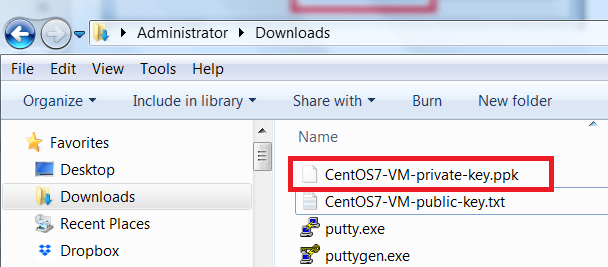 Administrator Downloads
File Edit View Tools Help
Organize Include in library Share with Burn New folder
Favorites
Desktop
Downloads
Recent Places
Dropbox
Name
CentOS7-VM-private-key.ppk
CentOS7-VM-public-key.txt
putty.exe
puttygen.exe